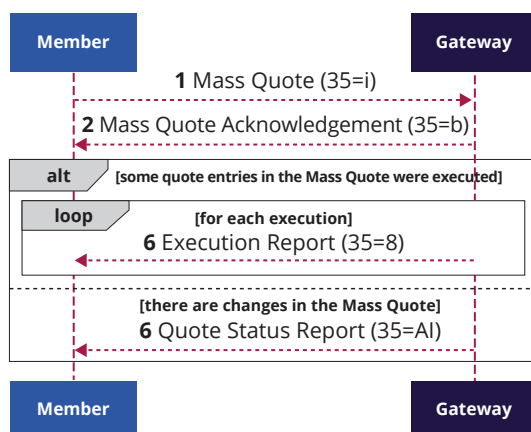 Member Gateway
1 Mass Quote (35=i)
2 Mass Quote Acknowledgement (35=b)
alt [some quote entries in the Mass Quote were executed]
loop [for each execution]
6 Execution Report (35=8)
[there are changes in the Mass Quote]
6 Quote Status Report (35=AI)
Member Gateway